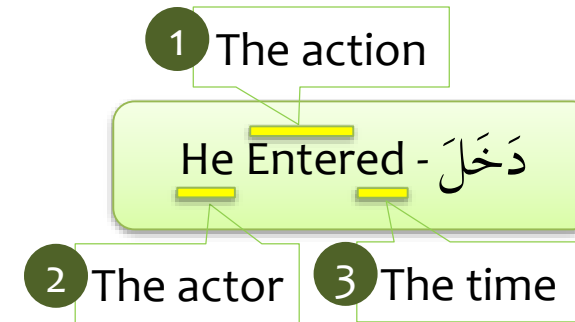 1 The action
He Entered - دَخَلَ
2 The actor 3 The time